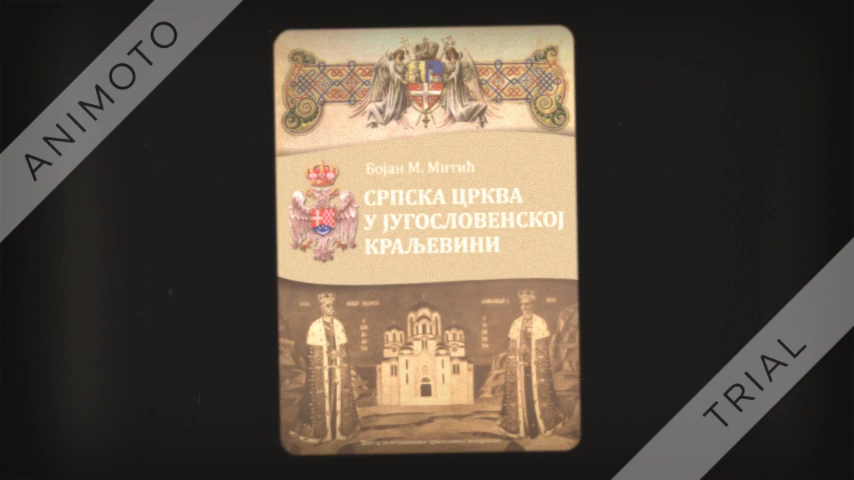 ANIMOTO
Бојан М. Митић
СРПСКА ЦРКВА
У ЈУГОСЛОВЕНСКОЈ
КРАЉЕВИНИ
TRIAL